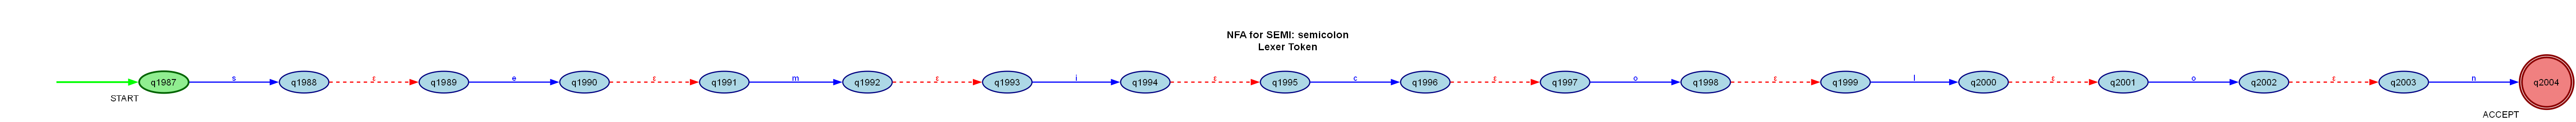 NFA for SEMI: semicolon
Lexer Token
q1987 s q1988 ε q1989 e q1990 ε q1991 m q1992 ε q1993 i q1994 ε q1995 c q1996 ε q1997 o q1998 ε q1999 l q2000 ε q2001 o q2002 ε q2003 n q2004
START
ACCEPT